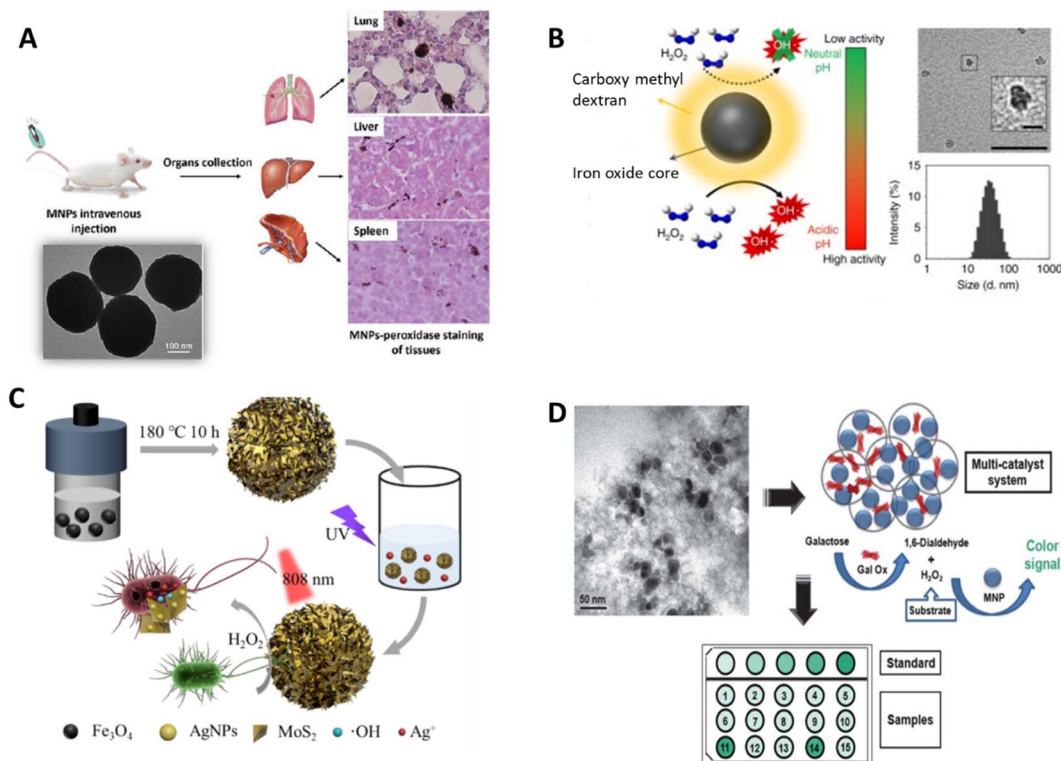 A
MNPs intravenous
injection
100 nm
Organs collection
Lung
Liver
Spleen
MNPs-peroxidase staining
of tissues
B
H₂O₂
OH·
Neutral
pH
Low activity
Carboxy methyl
dextran
Iron oxide core
H₂O₂
OH·
OH·
Acidic
pH
High activity
Intensity (%)
15
10
5
0
1
10
100
1000
Size (d. nm)
C
180 °C 10 h
UV
808 nm
H₂O₂
Fe₃O₄
AgNPs
MoS₂
·OH
Ag⁺
D
50 nm
Multi-catalyst
system
Galactose
Gal Ox
1,6-Dialdehyde
+
H₂O₂
Substrate
MNP
Color
signal
Standard
1 2 3 4 5
6 7 8 9 10
11 12 13 14 15
Samples